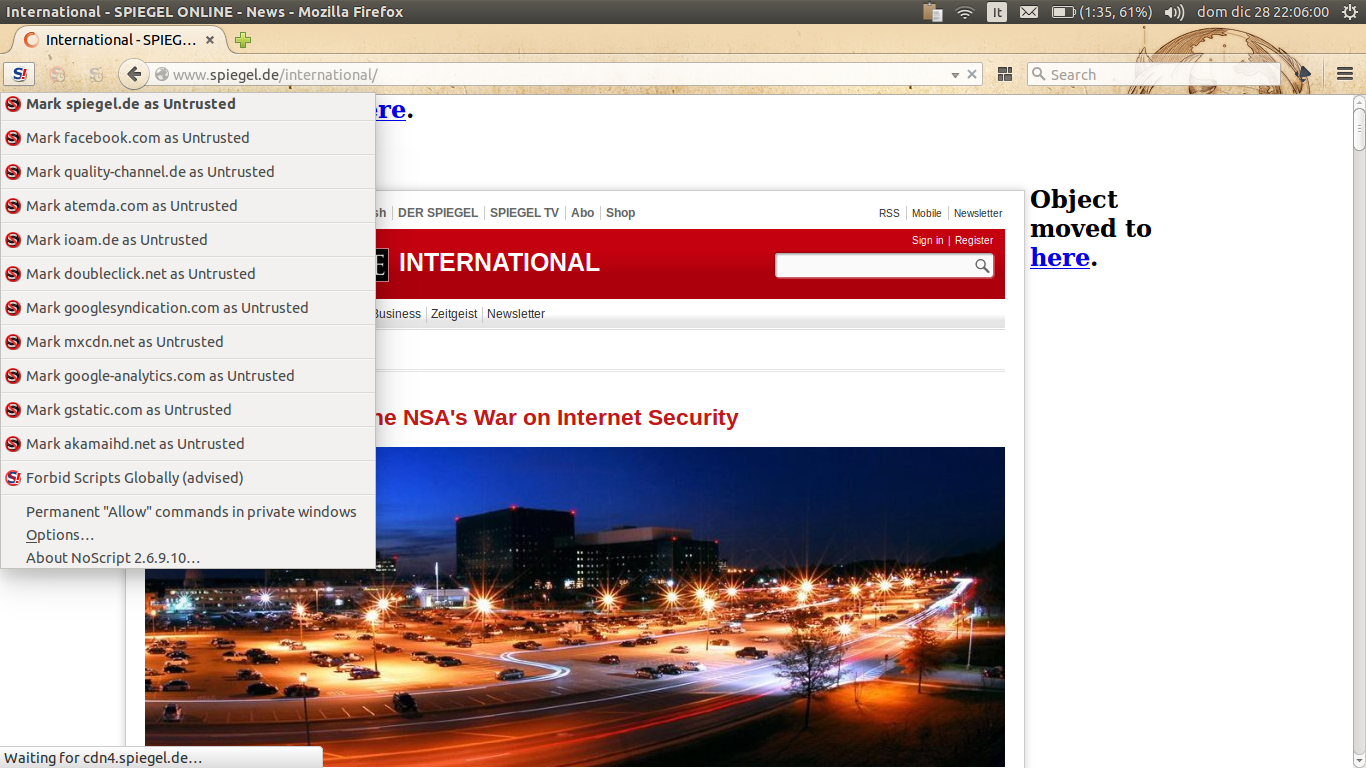 International - SPIEGEL ONLINE - News - Mozilla Firefox
It
(1:35, 61%)
dom dic 28 22:06:00
International - SPIEG…
www.spiegel.de/international/
Search
Mark spiegel.de as Untrusted
Mark facebook.com as Untrusted
Mark quality-channel.de as Untrusted
Mark atemda.com as Untrusted
Mark ioam.de as Untrusted
Mark doubleclick.net as Untrusted
Mark googlesyndication.com as Untrusted
Mark mxcdn.net as Untrusted
Mark google-analytics.com as Untrusted
Mark gstatic.com as Untrusted
Mark akamaihd.net as Untrusted
Forbid Scripts Globally (advised)
Permanent "Allow" commands in private windows
Options…
About NoScript 2.6.9.10…
ere.
sh DER SPIEGEL SPIEGEL TV Abo Shop
RSS Mobile Newsletter
Sign in | Register
E INTERNATIONAL
Business Zeitgeist Newsletter
he NSA's War on Internet Security
Object
moved to
here.
Waiting for cdn4.spiegel.de…